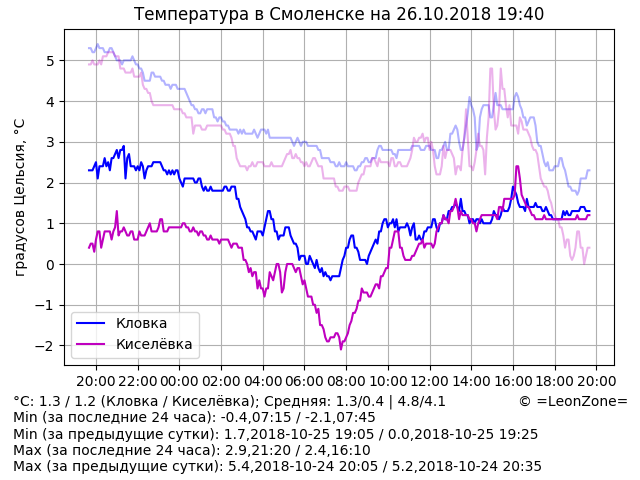 Температура в Смоленске на 26.10.2018 19:40
градусов Цельсия, °C
5
4
3
2
1
0
−1
−2
Кловка
Киселёвка
20:00 22:00 00:00 02:00 04:00 06:00 08:00 10:00 12:00 14:00 16:00 18:00 20:00
°C: 1.3 / 1.2 (Кловка / Киселёвка); Средняя: 1.3/0.4 | 4.8/4.1 © =LeonZone=
Min (за последние 24 часа): -0.4,07:15 / -2.1,07:45
Min (за предыдущие сутки): 1.7,2018-10-25 19:05 / 0.0,2018-10-25 19:25
Max (за последние 24 часа): 2.9,21:20 / 2.4,16:10
Max (за предыдущие сутки): 5.4,2018-10-24 20:05 / 5.2,2018-10-24 20:35